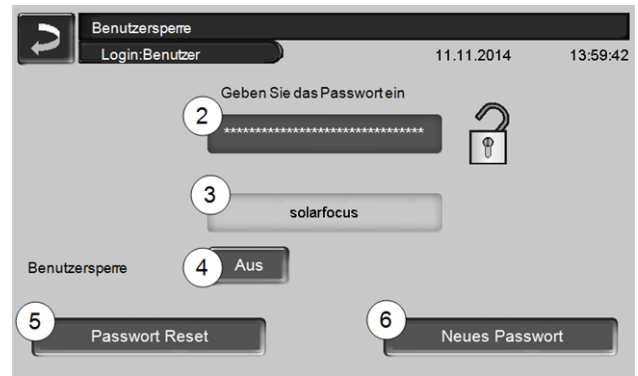 Benutzersperre
Login:Benutzer 11.11.2014 13:59:42
Geben Sie das Passwort ein
2
********************************
3
solarfocus
Benutzersperre 4 Aus
5 6
Passwort Reset Neues Passwort